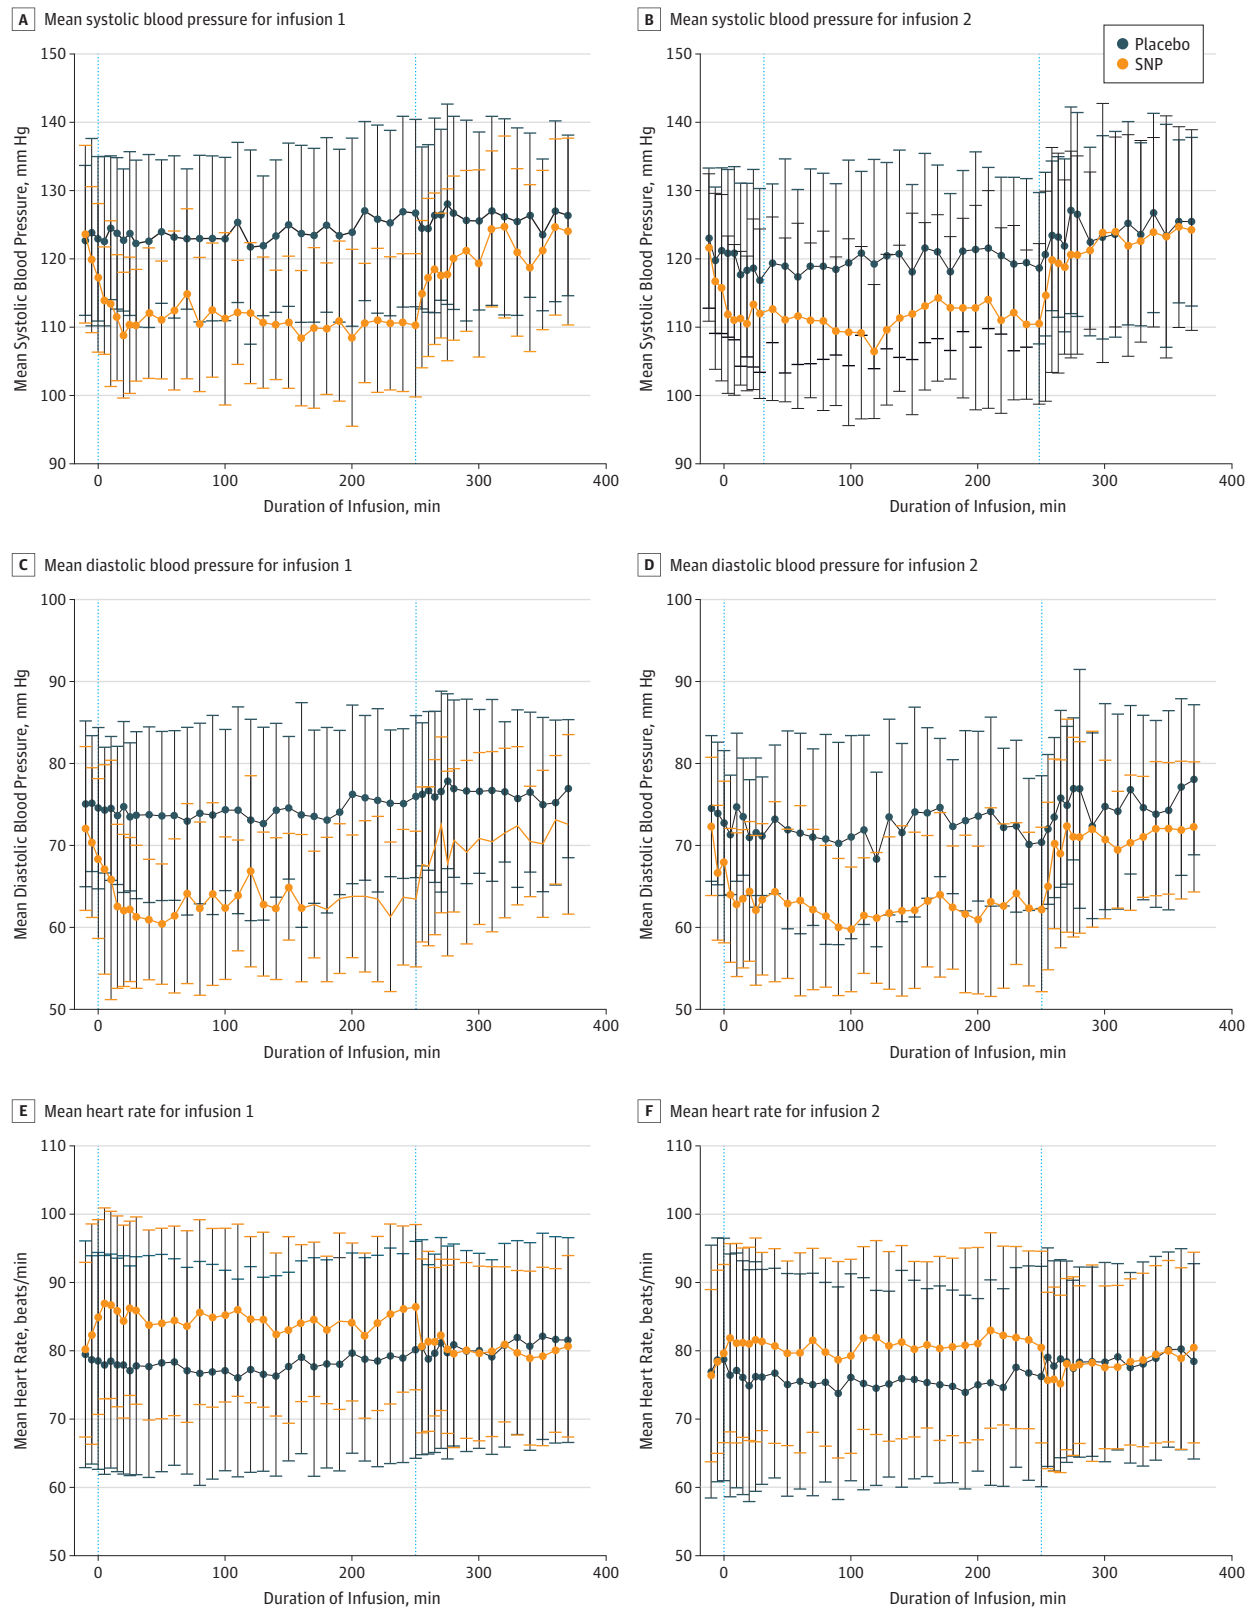 A Mean systolic blood pressure for infusion 1
150
140
130
120
110
100
90
Mean Systolic Blood Pressure, mm Hg
0 100 200 300 400
Duration of Infusion, min
B Mean systolic blood pressure for infusion 2
Placebo
SNP
150
140
130
120
110
100
90
Mean Systolic Blood Pressure, mm Hg
0 100 200 300 400
Duration of Infusion, min
C Mean diastolic blood pressure for infusion 1
100
90
80
70
60
50
Mean Diastolic Blood Pressure, mm Hg
0 100 200 300 400
Duration of Infusion, min
D Mean diastolic blood pressure for infusion 2
100
90
80
70
60
50
Mean Diastolic Blood Pressure, mm Hg
0 100 200 300 400
Duration of Infusion, min
E Mean heart rate for infusion 1
110
100
90
80
70
60
50
Mean Heart Rate, beats/min
0 100 200 300 400
Duration of Infusion, min
F Mean heart rate for infusion 2
110
100
90
80
70
60
50
Mean Heart Rate, beats/min
0 100 200 300 400
Duration of Infusion, min